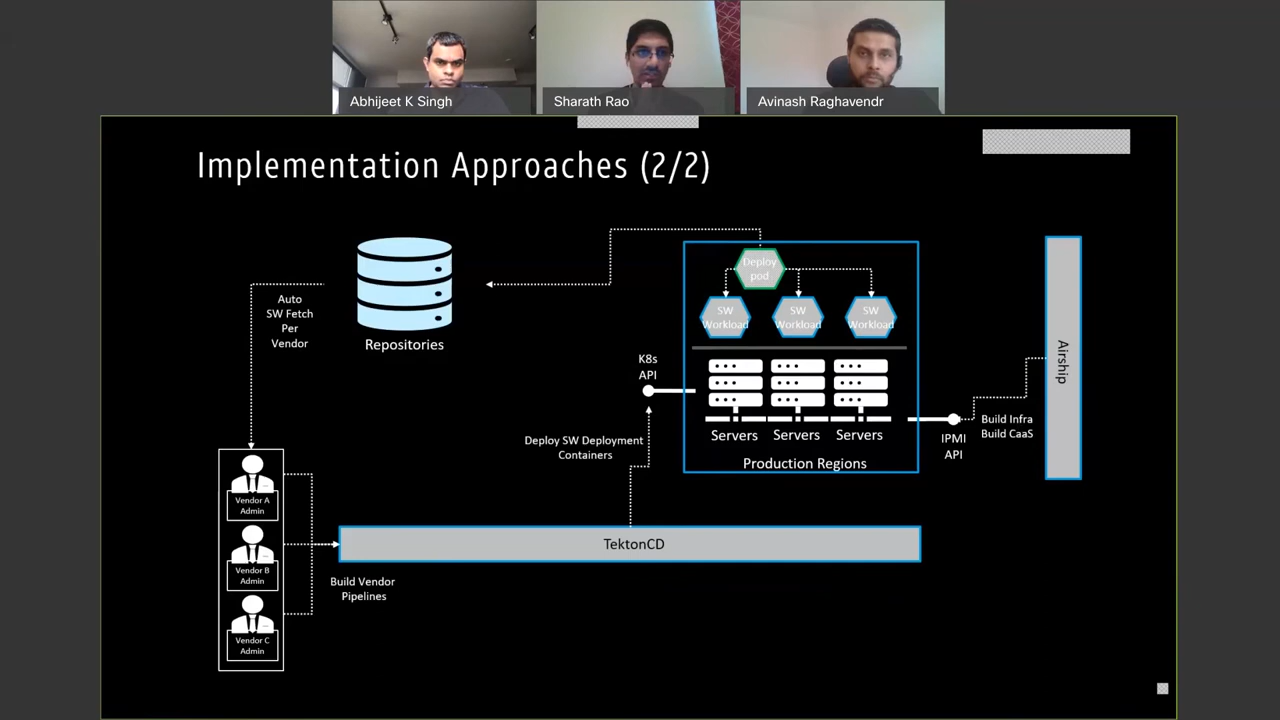 Abhijeet K Singh
Sharath Rao
Avinash Raghavendr
Implementation Approaches (2/2)
Auto
SW Fetch
Per
Vendor
Repositories
Deploy
pod
SW
Workload
SW
Workload
SW
Workload
K8s
API
Servers
Servers
Servers
Production Regions
Deploy SW Deployment
Containers
IPMI
API
Build Infra
Build CaaS
Airship
Vendor A
Admin
Vendor B
Admin
Vendor C
Admin
TektonCD
Build Vendor
Pipelines